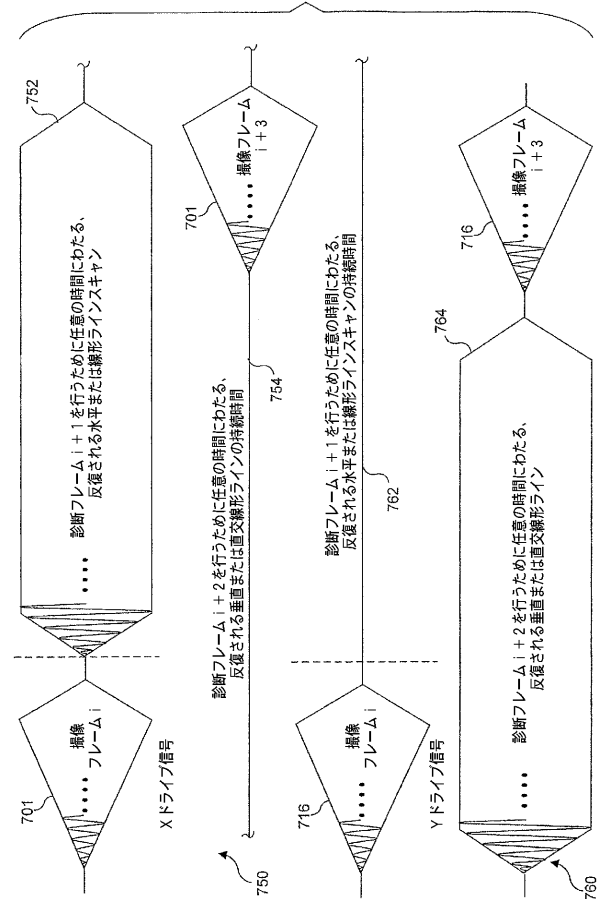 701
撮像
フレームｉ
診断フレームｉ＋１を行うために任意の時間にわたる、
反復される水平または線形ラインスキャン
752
Xドライブ信号
診断フレームｉ＋２を行うために任意の時間にわたる、
反復される垂直または直交線形ラインの持続時間
754
701
撮像フレーム
ｉ＋３
750
716
撮像
フレームｉ
診断フレームｉ＋１を行うために任意の時間にわたる、
反復される水平または線形ラインスキャンの持続時間
762
Yドライブ信号
診断フレームｉ＋２を行うために任意の時間にわたる、
反復される垂直または直交線形ライン
764
716
撮像フレーム
ｉ＋３
760